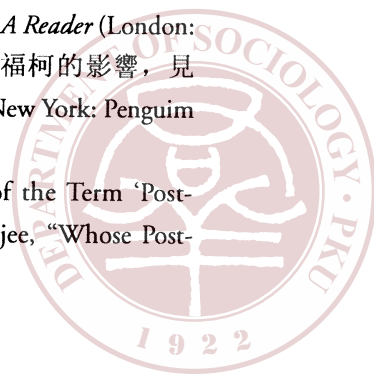 A Reader (London:
福柯的影響，見
New York: Penguim
of the Term ‘Post-
jee, “Whose Post-
DEPARTMENT OF SOCIOLOGY · PKU
1922